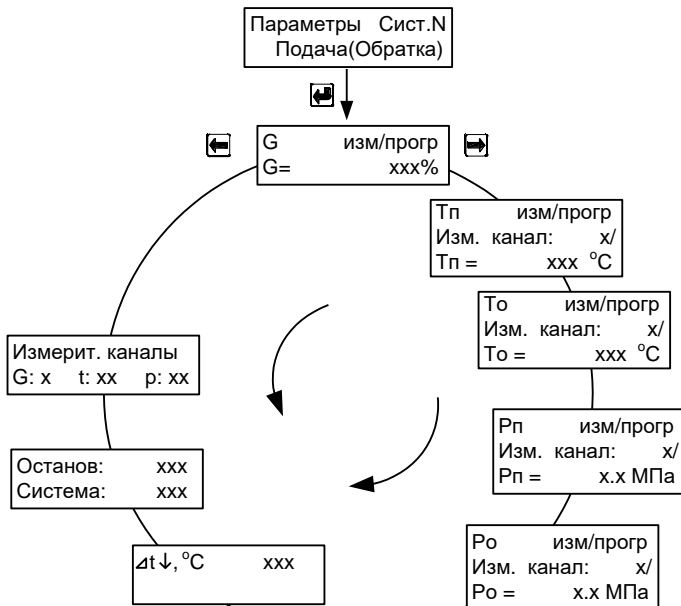 Параметры Сист.N
Подача(Обратка)
G изм/прогр
G= xxx%
Тп изм/прогр
Изм. канал: x/
Тп = xxx °С
То изм/прогр
Изм. канал: x/
То = xxx °С
Рп изм/прогр
Изм. канал: x/
Рп = x.x МПа
Ро изм/прогр
Изм. канал: x/
Ро = x.x МПа
Измерит. каналы
G: x t: xx p: xx
Останов: xxx
Система: xxx
⊿t↓, °С xxx